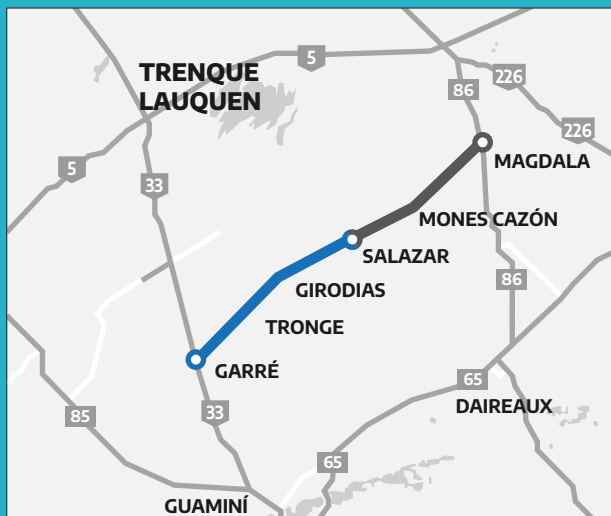 5
TRENQUE
LAUQUEN
226
86
226
MAGDALA
5
33
MONES CAZÓN
SALAZAR
86
GIRODIAS
TRONGE
GARRÉ
65
DAIREAUX
85
33
65
GUAMINÍ